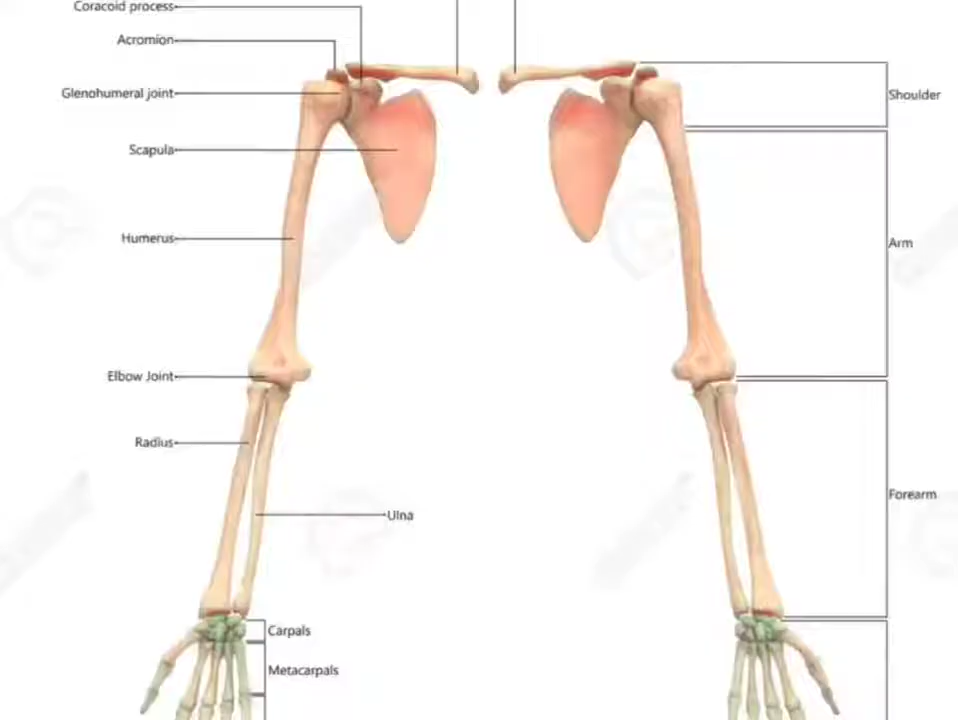 Coracoid process
Acromion
Glenohumeral joint
Shoulder
Scapula
Humerus
Arm
Elbow Joint
Radius
Forearm
Ulna
Carpals
Metacarpals